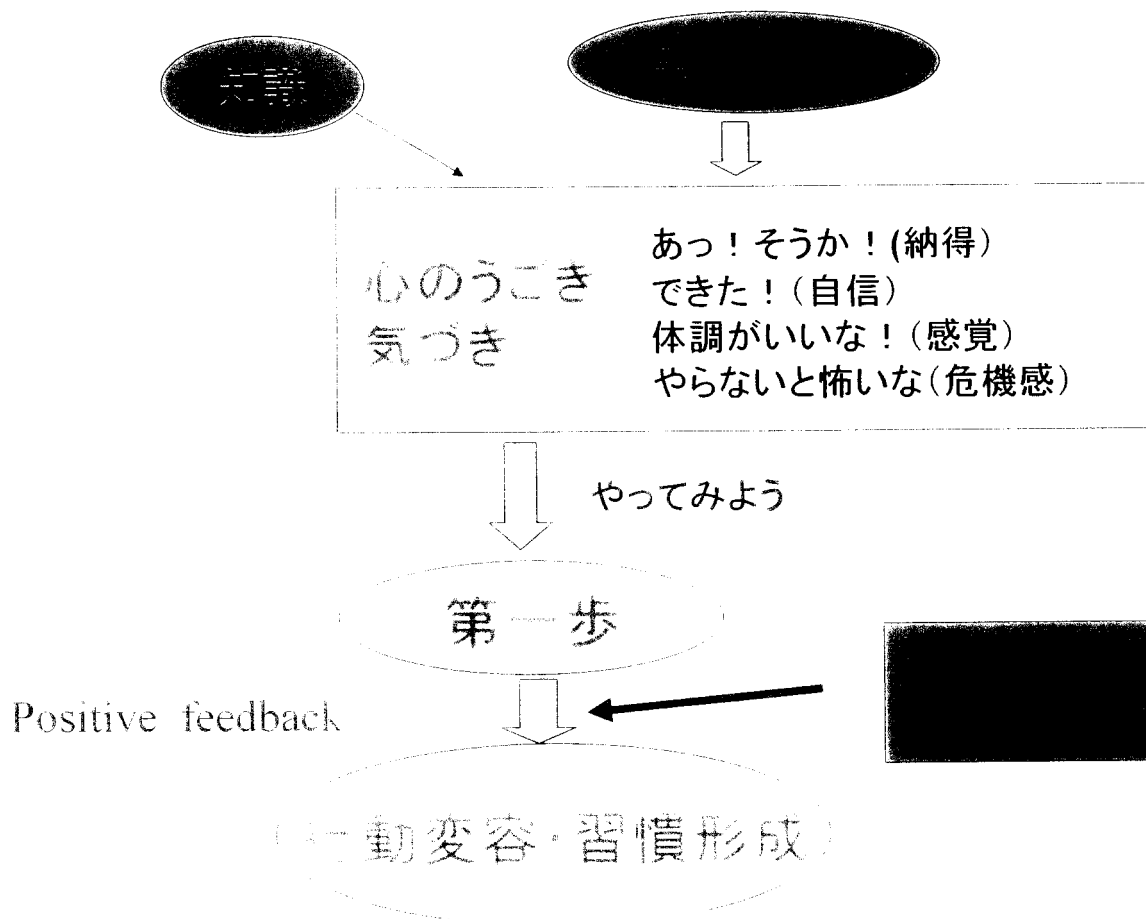 知識
心のうごき
気づき
あっ！そうか！(納得)
できた！(自信)
体調がいいな！(感覚)
やらないと怖いな(危機感)
やってみよう
第一歩
Positive feedback
動変容・習慣形成